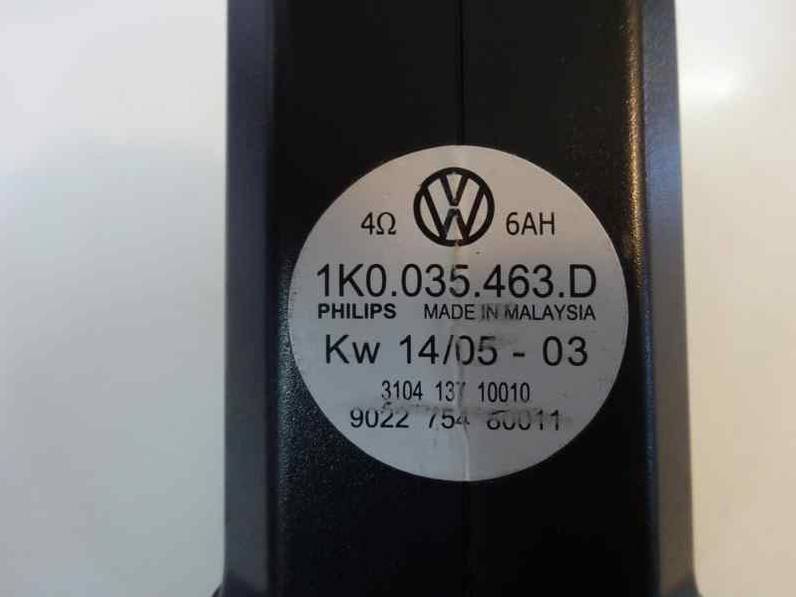 4Ω 6AH
1K0.035.463.D
PHILIPS MADE IN MALAYSIA
Kw 14/05 - 03
3104 137 10010
9022 754 80011